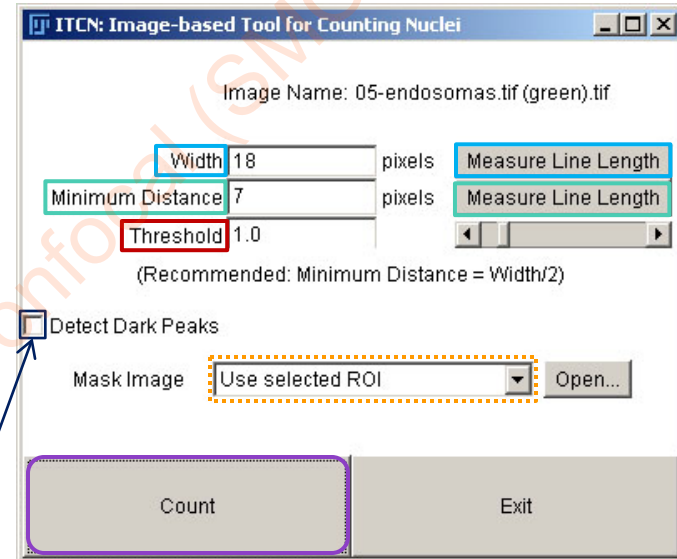 ITCN: Image-based Tool for Counting Nuclei
Image Name: 05-endosomas.tif (green).tif
Width 18 pixels Measure Line Length
Minimum Distance 7 pixels Measure Line Length
Threshold 1.0
(Recommended: Minimum Distance = Width/2)
Detect Dark Peaks
Mask Image Use selected ROI Open...
Count Exit